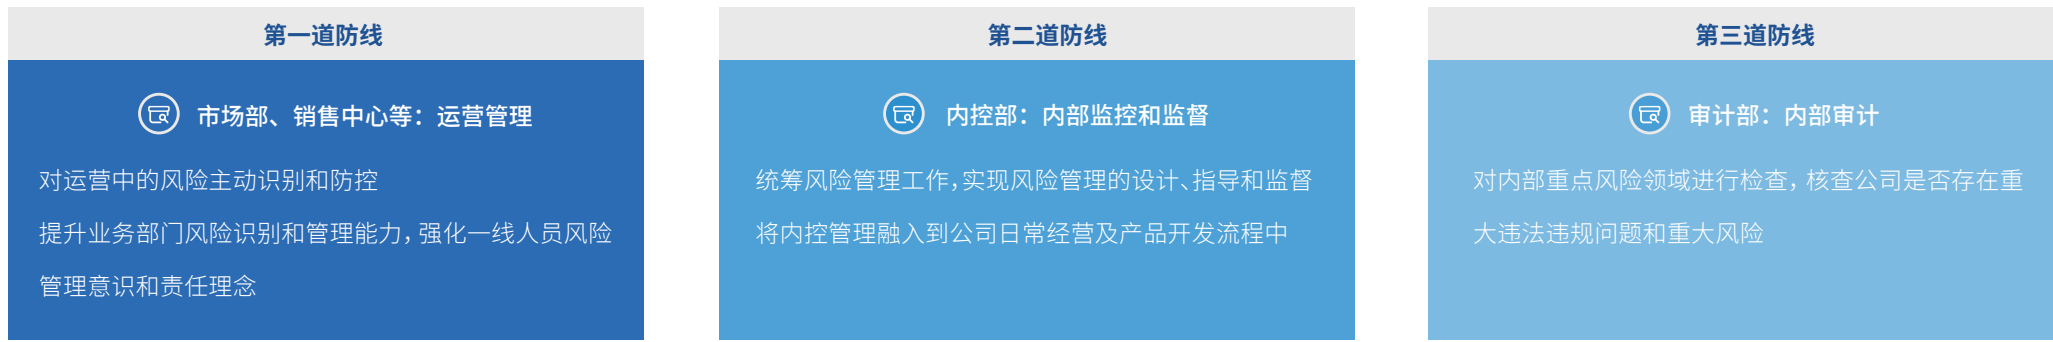 第一道防线
市场部、销售中心等：运营管理
对运营中的风险主动识别和防控
提升业务部门风险识别和管理能力，强化一线人员风险
管理意识和责任理念
第二道防线
内控部：内部监控和监督
统筹风险管理工作，实现风险管理的设计、指导和监督
将内控管理融入到公司日常经营及产品开发流程中
第三道防线
审计部：内部审计
对内部重点风险领域进行检查，核查公司是否存在重
大违法违规问题和重大风险